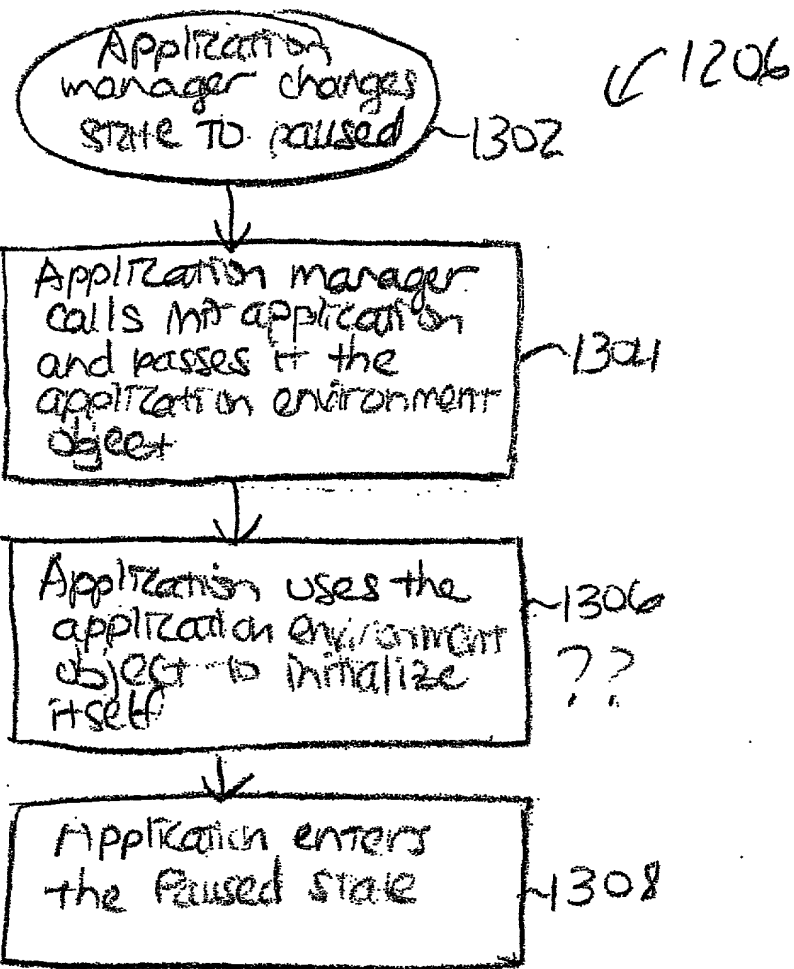 Application
manager changes
state to paused
1206
1302
Application manager
calls init application
and passes it the
application environment
object
1304
Application uses the
application environment
object to initialize
itself
1306
??
Application enters
the Paused state
1308